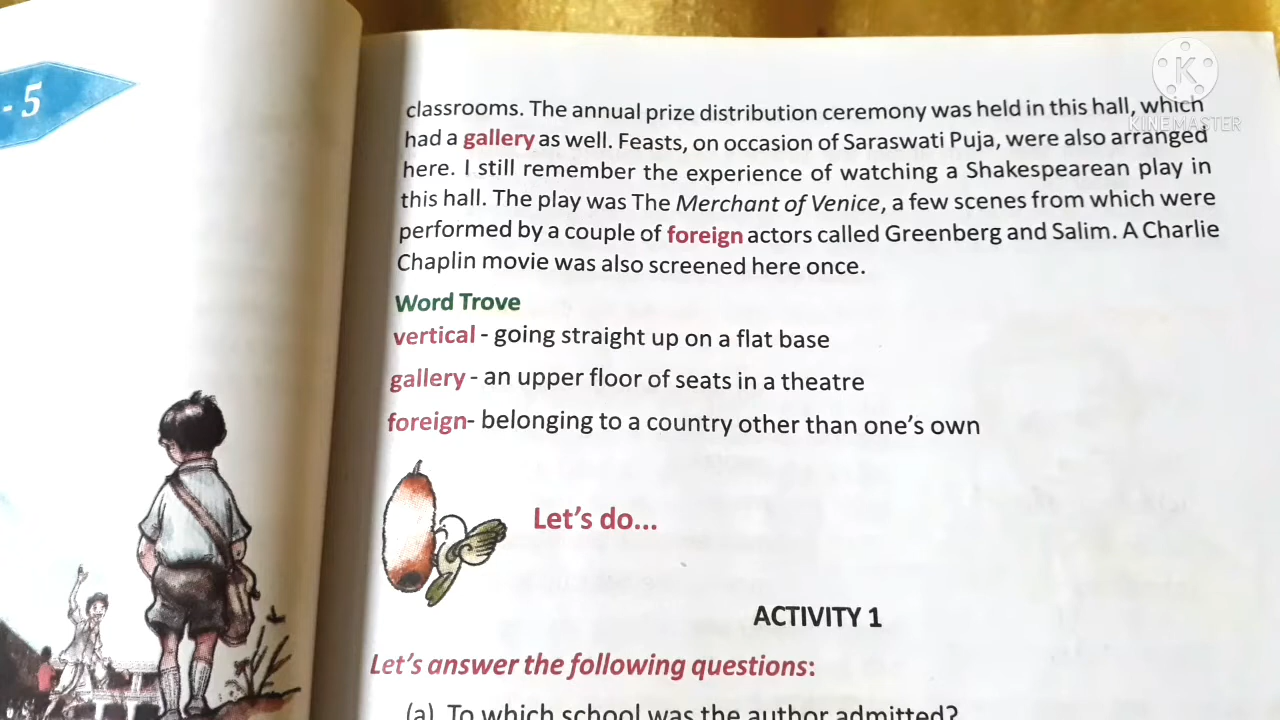 - 5
classrooms. The annual prize distribution ceremony was held in this hall, which
had a gallery as well. Feasts, on occasion of Saraswati Puja, were also arranged
here. I still remember the experience of watching a Shakespearean play in
this hall. The play was The Merchant of Venice, a few scenes from which were
performed by a couple of foreign actors called Greenberg and Salim. A Charlie
Chaplin movie was also screened here once.
Word Trove
vertical - going straight up on a flat base
gallery - an upper floor of seats in a theatre
foreign- belonging to a country other than one's own
Let's do...
ACTIVITY 1
Let's answer the following questions:
(a) To which school was the author admitted?
K
KINEMASTER